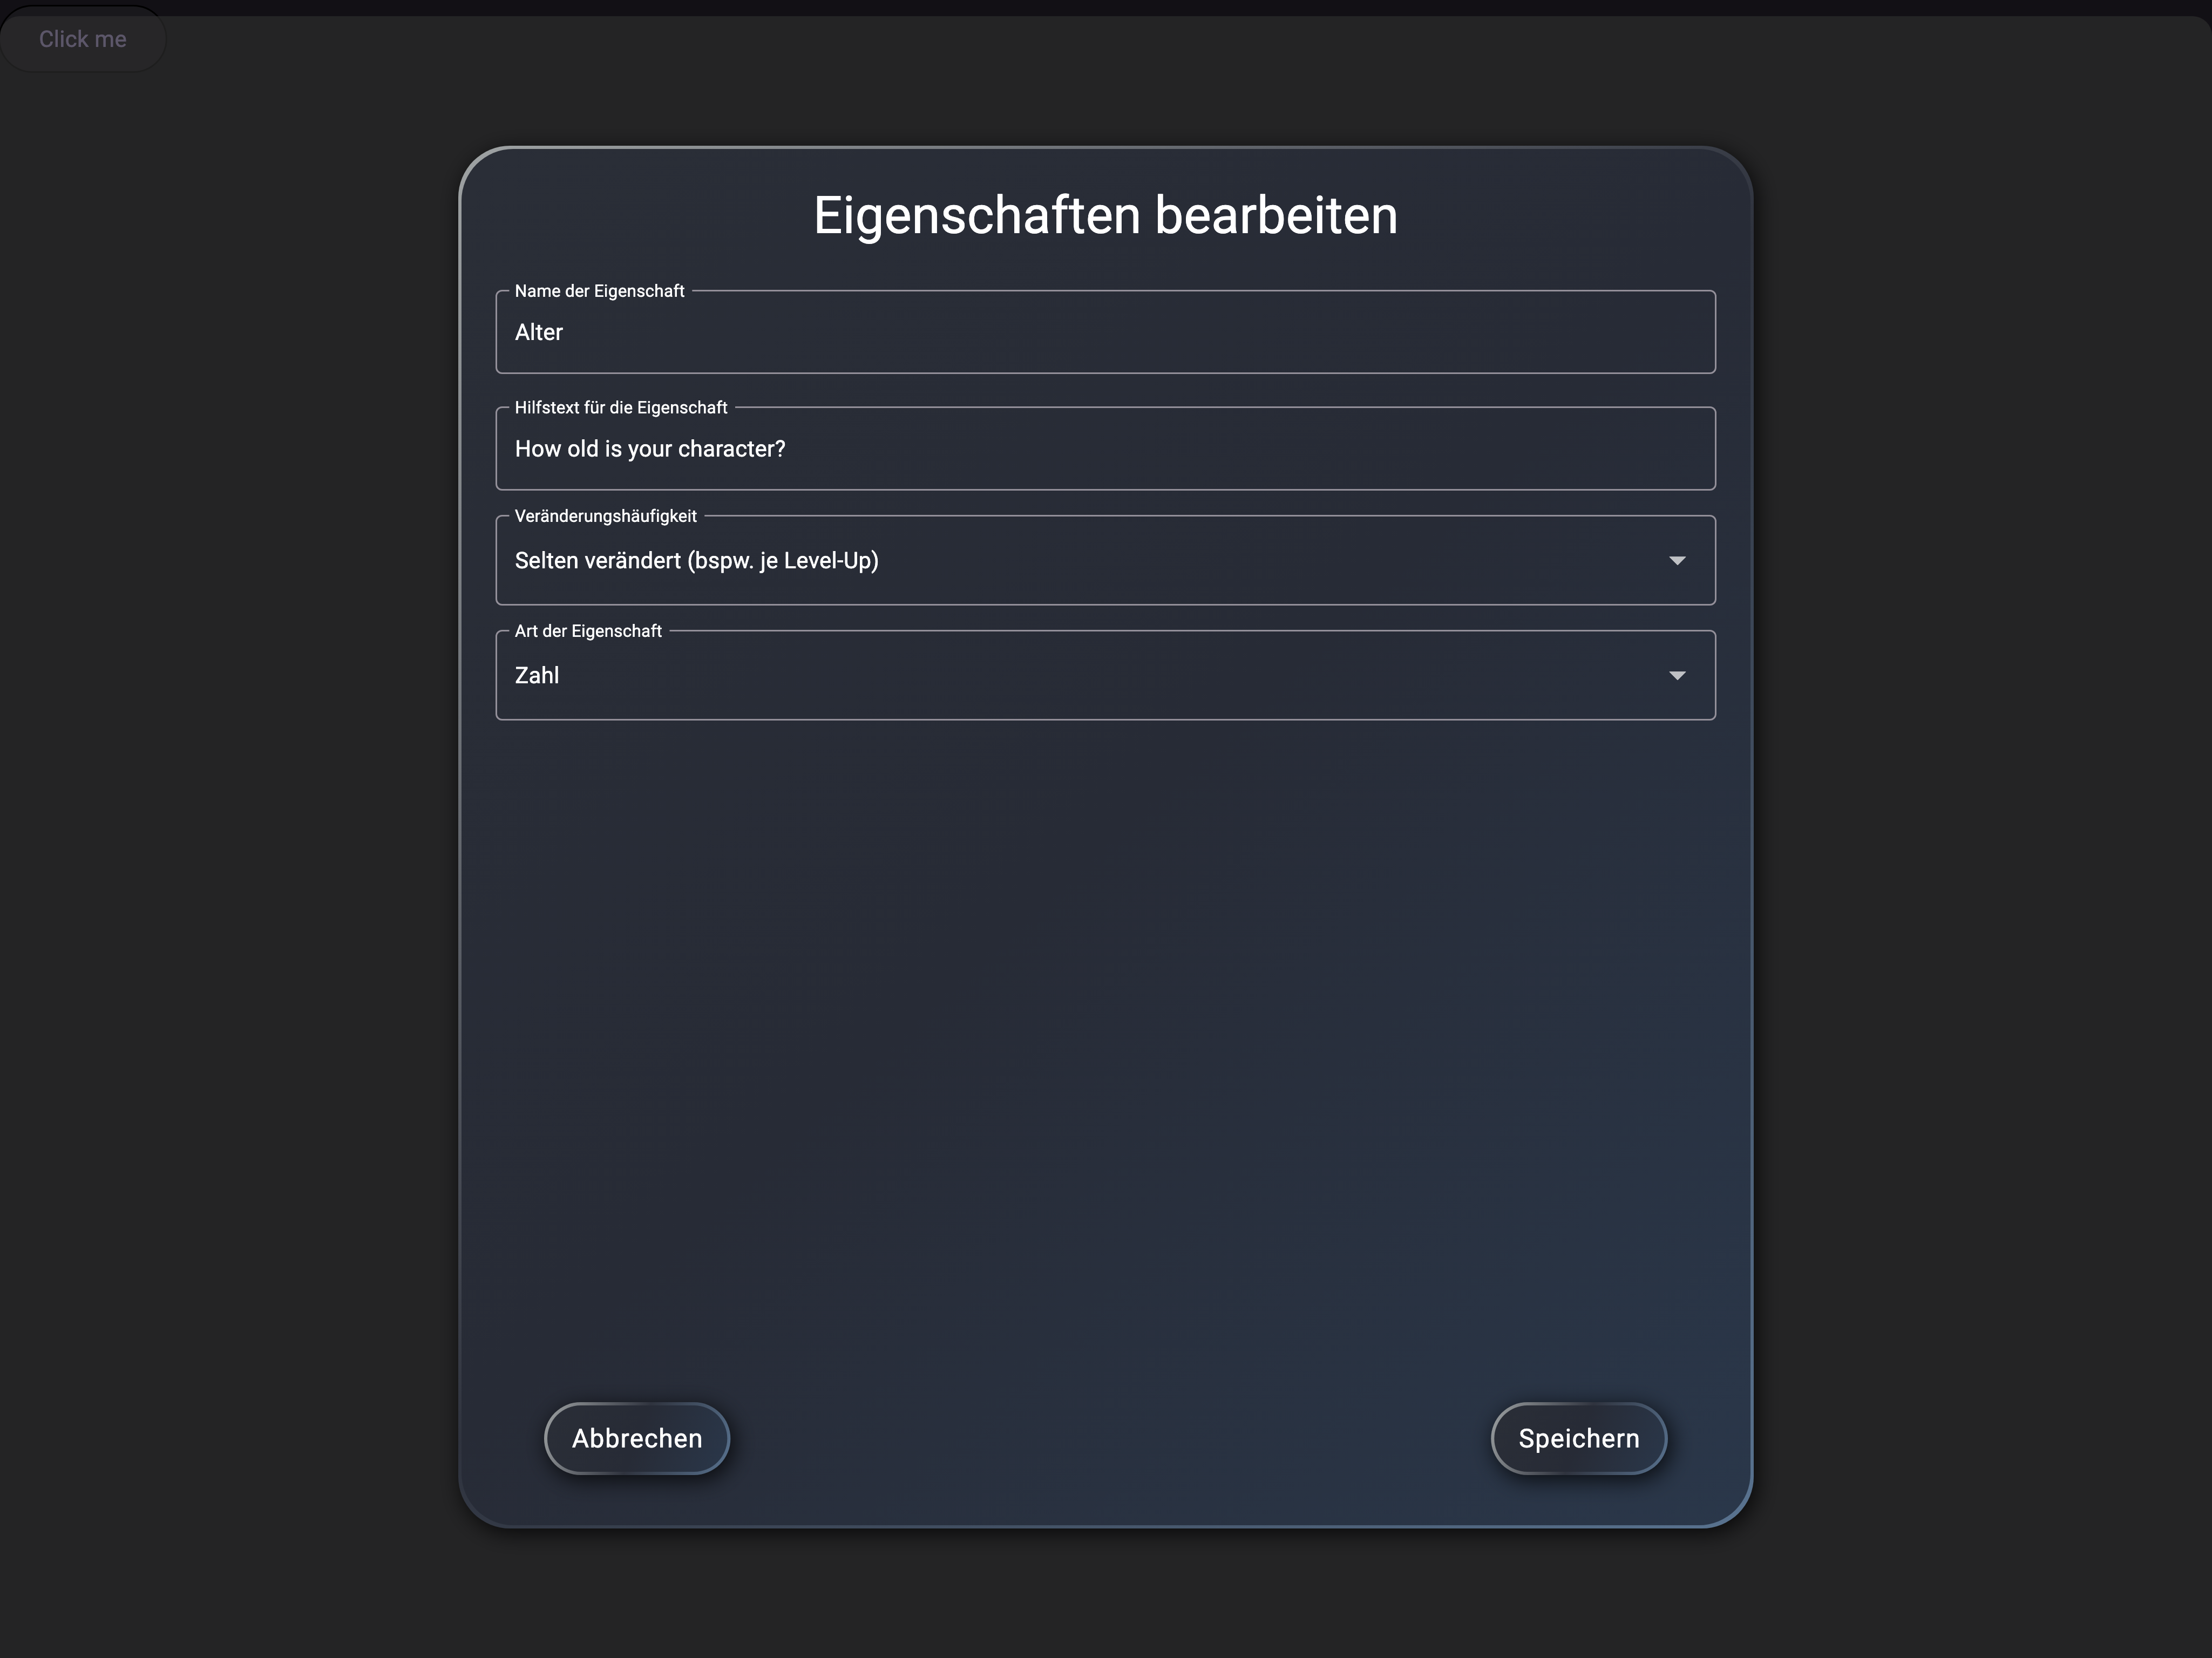 Click me
Eigenschaften bearbeiten
Name der Eigenschaft
Alter
Hilfstext für die Eigenschaft
How old is your character?
Veränderungshäufigkeit
Selten verändert (bspw. je Level-Up)
Art der Eigenschaft
Zahl
Abbrechen
Speichern